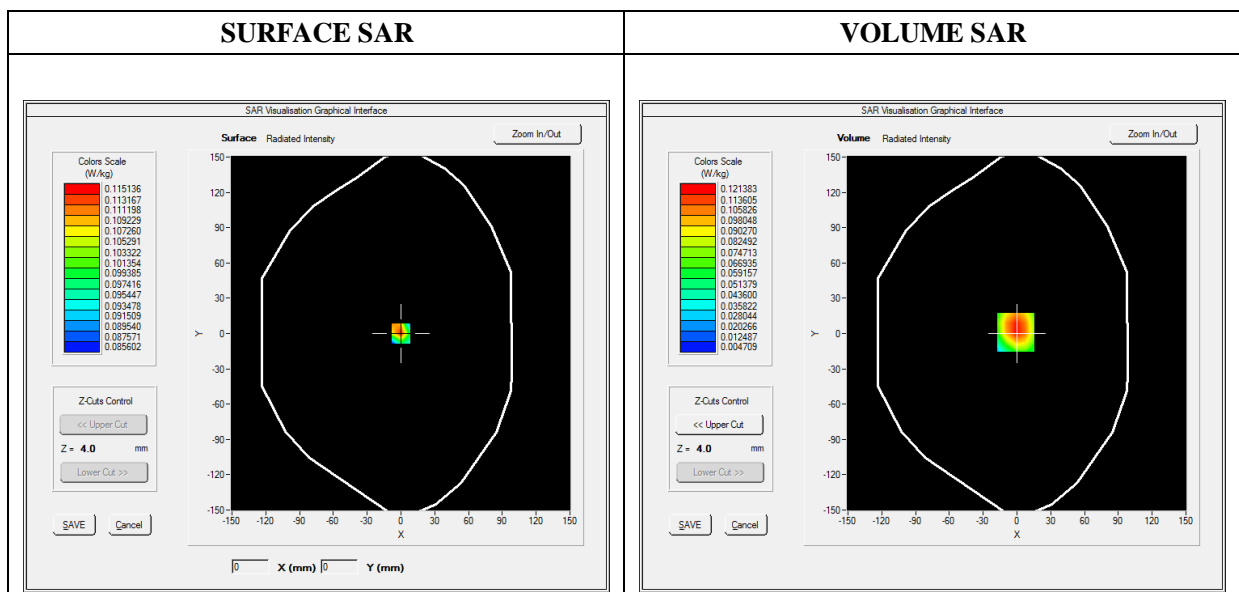 SURFACE SAR
VOLUME SAR
SAR Visualisation Graphical Interface
Surface Radiated Intensity
Zoom In/Out
Colors Scale
(W/kg)
0.115136
0.113167
0.111198
0.109229
0.107260
0.105291
0.103322
0.101354
0.099385
0.097416
0.095447
0.093478
0.091509
0.089540
0.087571
0.085602
Z-Cuts Control
<< Upper Cut
Z = 4.0 mm
Lower Cut >>
SAVE Cancel
150
120
90
60
30
0
-30
-60
-90
-120
-150
Y
-150 -120 -90 -60 -30 0 30 60 90 120 150
X
0 X (mm) 0 Y (mm)
SAR Visualisation Graphical Interface
Volume Radiated Intensity
Zoom In/Out
Colors Scale
(W/kg)
0.121383
0.113605
0.105826
0.098048
0.090270
0.082492
0.074713
0.066935
0.059157
0.051379
0.043600
0.035822
0.028044
0.020266
0.012487
0.004709
Z-Cuts Control
<< Upper Cut
Z = 4.0 mm
Lower Cut >>
SAVE Cancel
150
120
90
60
30
0
-30
-60
-90
-120
-150
Y
-150 -120 -90 -60 -30 0 30 60 90 120 150
X